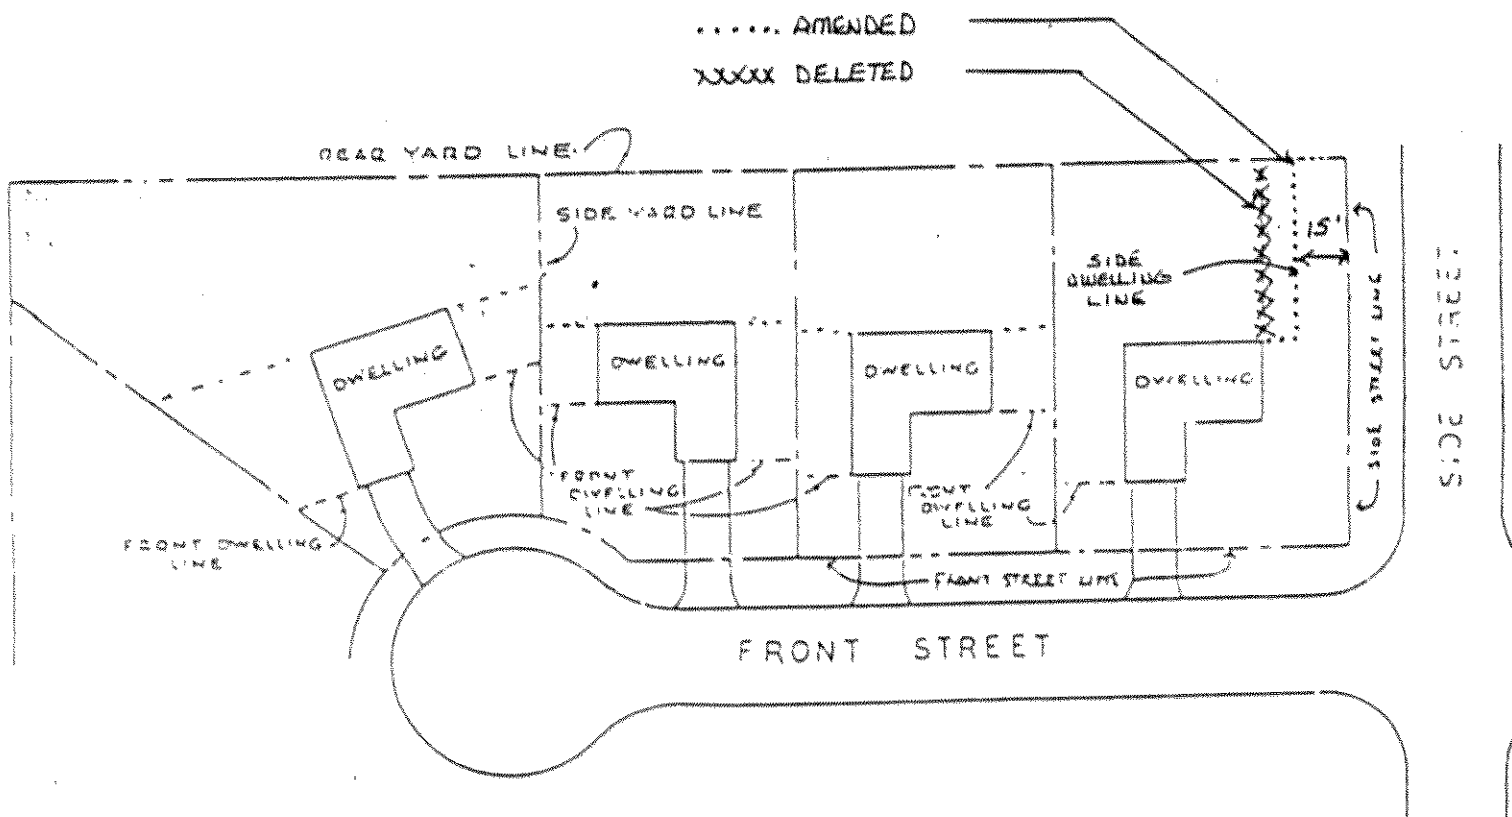 ..... AMENDED
XXXXX DELETED
REAR YARD LINE
SIDE YARD LINE
15'
SIDE
DWELLING
LINE
SIDE STREET LINE
SIDE STREET
DWELLING
DWELLING
DWELLING
DWELLING
FRONT
DWELLING
LINE
FRONT
DWELLING
LINE
FRONT DWELLING
LINE
FRONT STREET LINE
FRONT STREET